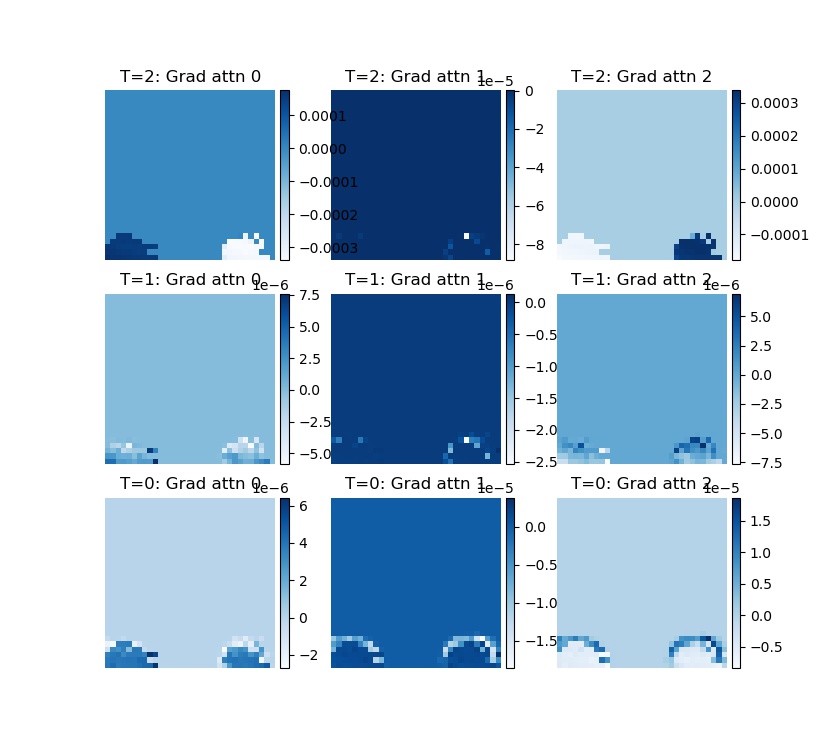 T=2: Grad attn 0
T=2: Grad attn 1
1e−5
T=2: Grad attn 2
0.0001
0.0000
−0.0001
−0.0002
−0.0003
0
−2
−4
−6
−8
0.0003
0.0002
0.0001
0.0000
−0.0001
T=1: Grad attn 0
1e−6
T=1: Grad attn 1
1e−6
T=1: Grad attn 2
1e−6
7.5
5.0
2.5
0.0
−2.5
−5.0
0.0
−0.5
−1.0
−1.5
−2.0
−2.5
5.0
2.5
0.0
−2.5
−5.0
−7.5
T=0: Grad attn 0
1e−6
T=0: Grad attn 1
1e−5
T=0: Grad attn 2
1e−5
6
4
2
0
−2
0.0
−0.5
−1.0
−1.5
1.5
1.0
0.5
0.0
−0.5